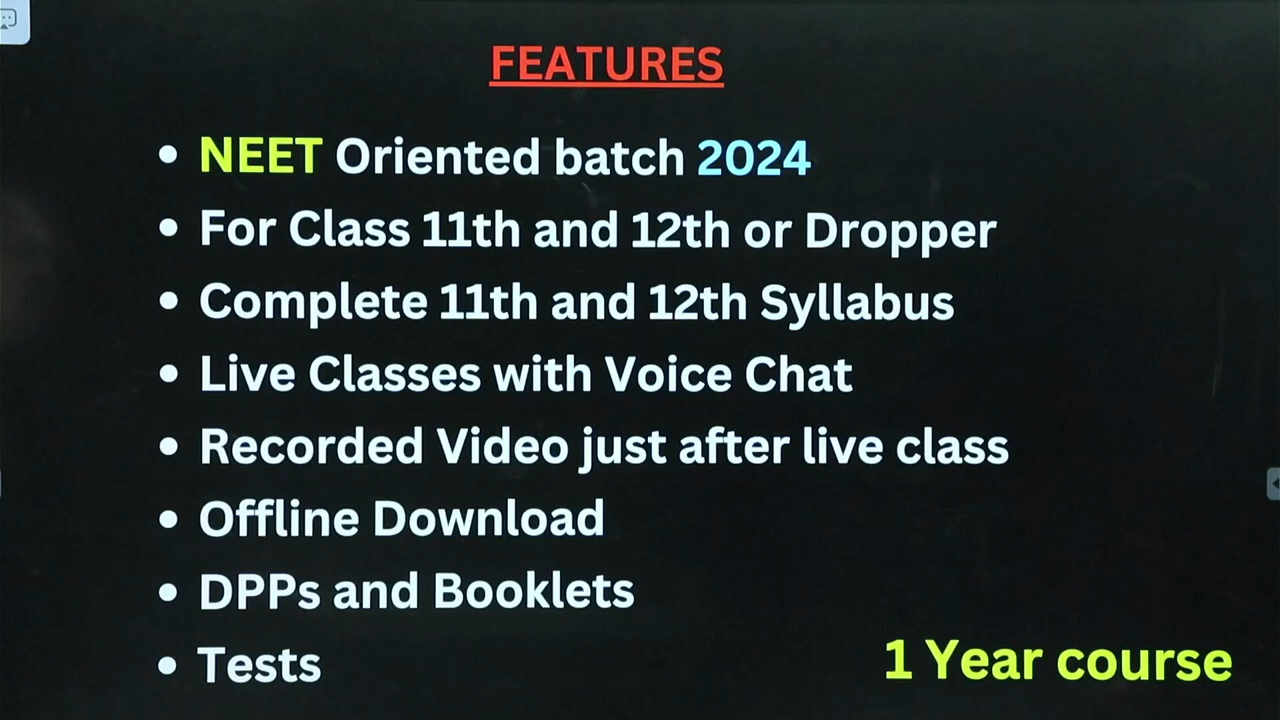 FEATURES
• NEET Oriented batch 2024
• For Class 11th and 12th or Dropper
• Complete 11th and 12th Syllabus
• Live Classes with Voice Chat
• Recorded Video just after live class
• Offline Download
• DPPs and Booklets
• Tests
1 Year course